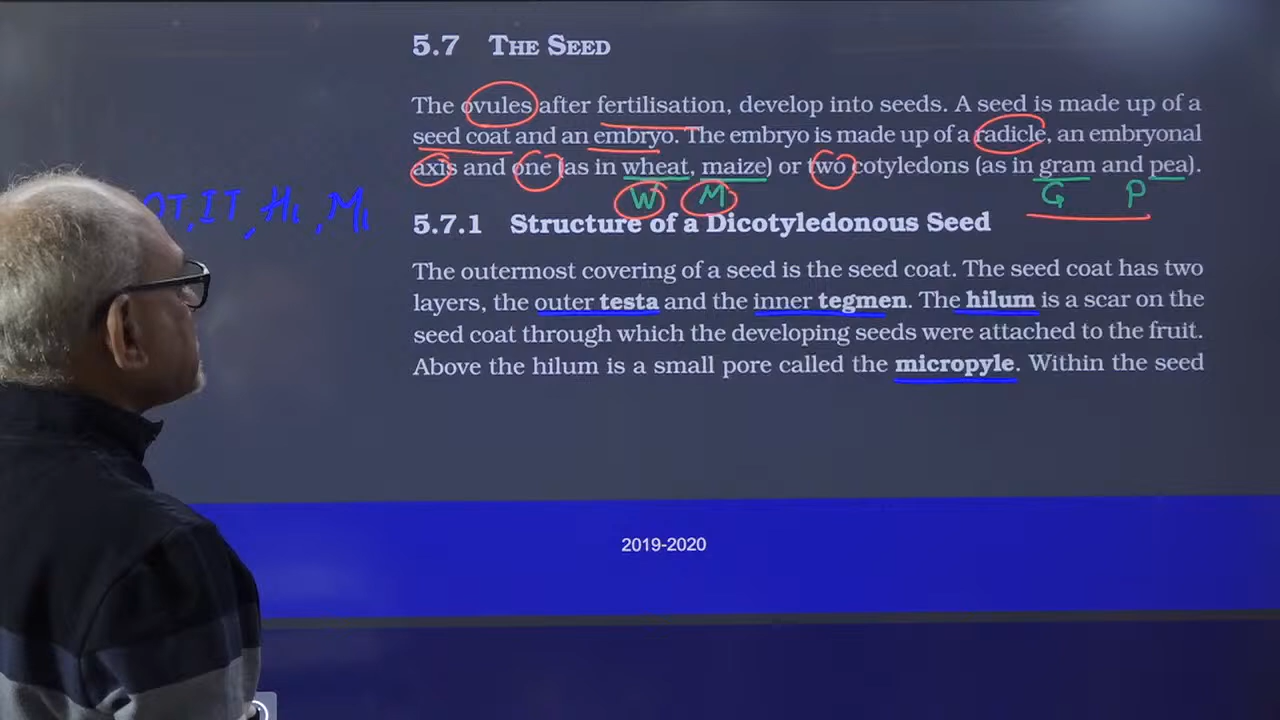 5.7 THE SEED
The ovules after fertilisation, develop into seeds. A seed is made up of a
seed coat and an embryo. The embryo is made up of a radicle, an embryonal
axis and one (as in wheat, maize) or two cotyledons (as in gram and pea).
W M G P
OT, IT, H, M,
5.7.1 Structure of a Dicotyledonous Seed
The outermost covering of a seed is the seed coat. The seed coat has two
layers, the outer testa and the inner tegmen. The hilum is a scar on the
seed coat through which the developing seeds were attached to the fruit.
Above the hilum is a small pore called the micropyle. Within the seed
2019-2020